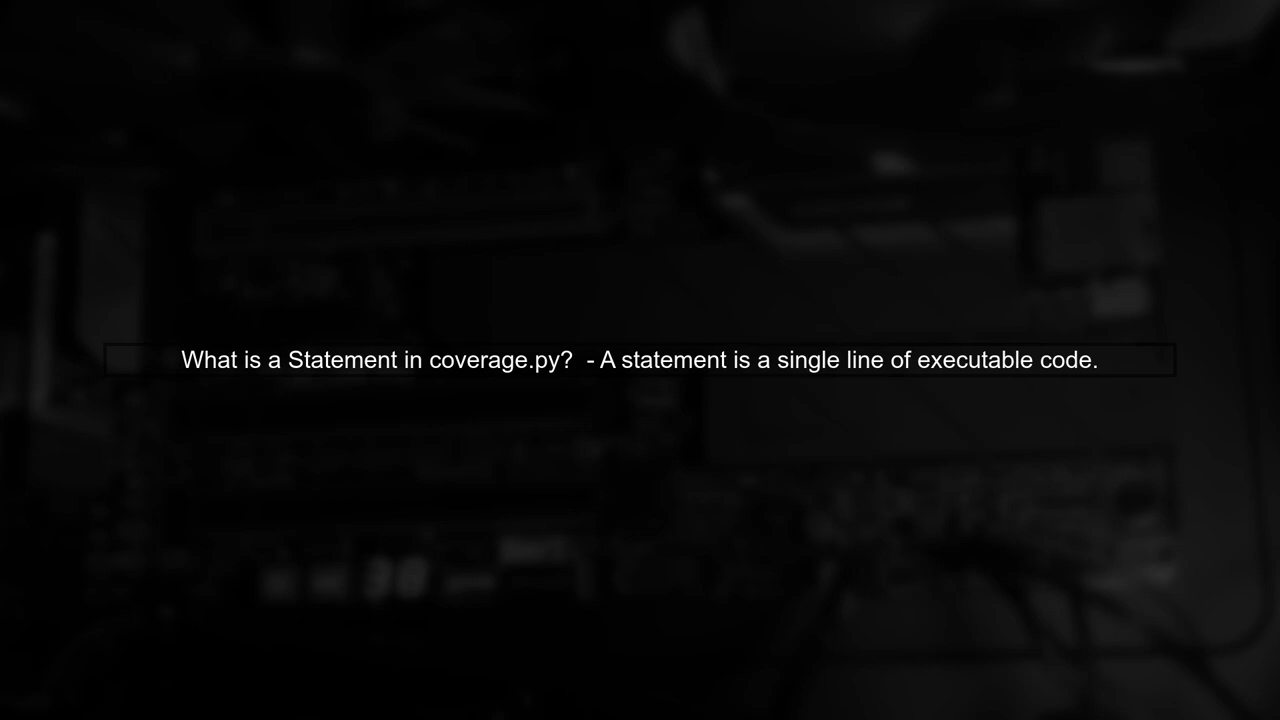 What is a Statement in coverage.py?  - A statement is a single line of executable code.